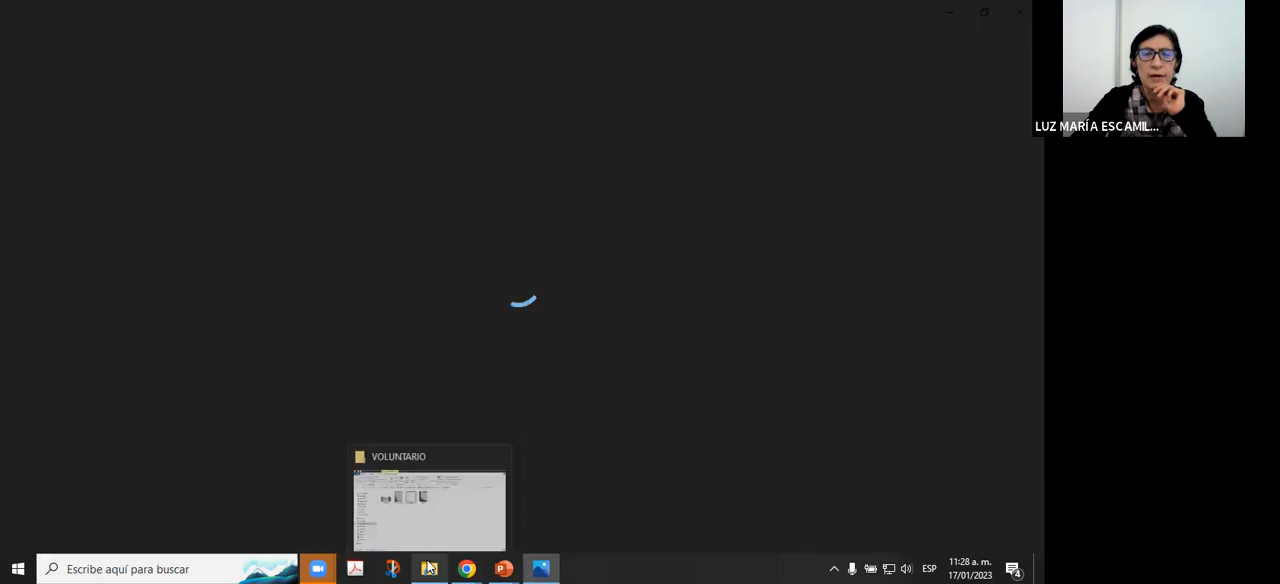 LUZ MARÍA ESCAMIL...
VOLUNTARIO
Escribe aquí para buscar
ESP
11:28 a. m.
17/01/2023
4